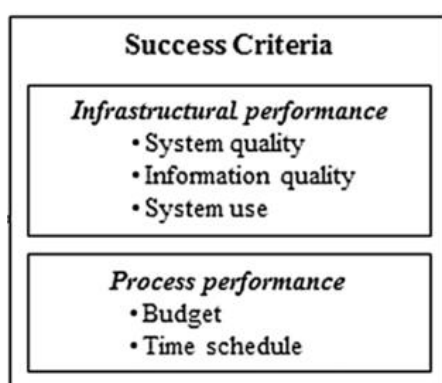 Success Criteria
Infrastructural performance
• System quality
• Information quality
• System use
Process performance
• Budget
• Time schedule